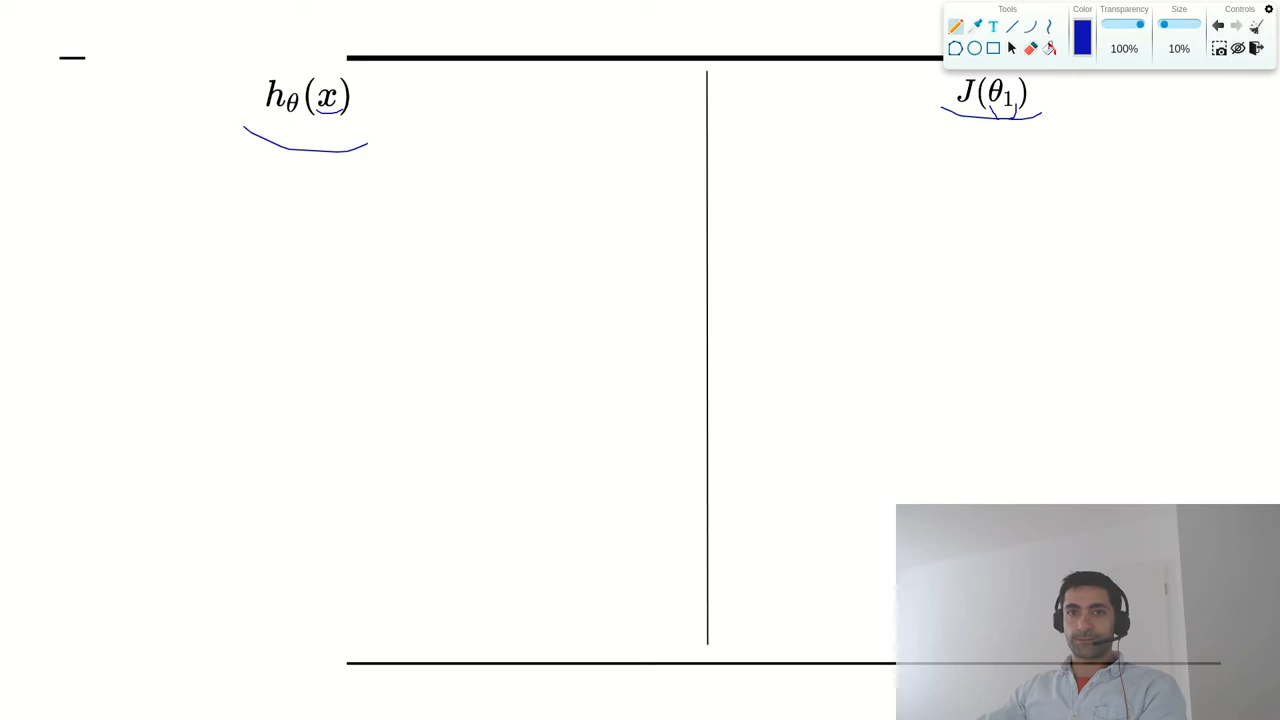 Tools
Color
Transparency
Size
Controls
T
100%
10%
hθ(x)
J(θ1)